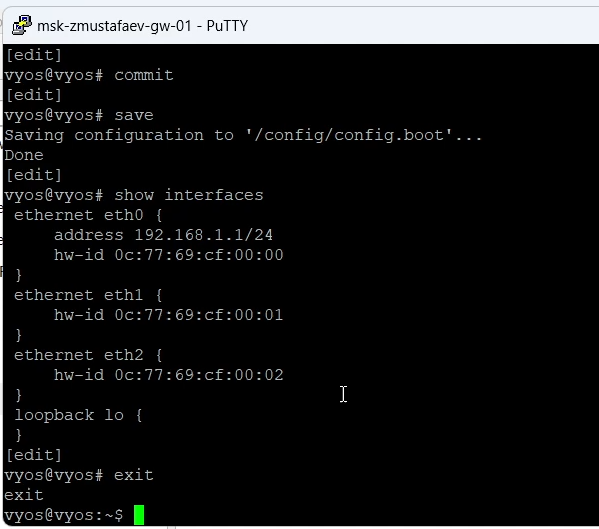 msk-zmustafaev-gw-01 - PuTTY
[edit]
vyos@vyos# commit
[edit]
vyos@vyos# save
Saving configuration to '/config/config.boot'...
Done
[edit]
vyos@vyos# show interfaces
 ethernet eth0 {
     address 192.168.1.1/24
     hw-id 0c:77:69:cf:00:00
 }
 ethernet eth1 {
     hw-id 0c:77:69:cf:00:01
 }
 ethernet eth2 {
     hw-id 0c:77:69:cf:00:02
 }
 loopback lo {
 }
[edit]
vyos@vyos# exit
exit
vyos@vyos:~$